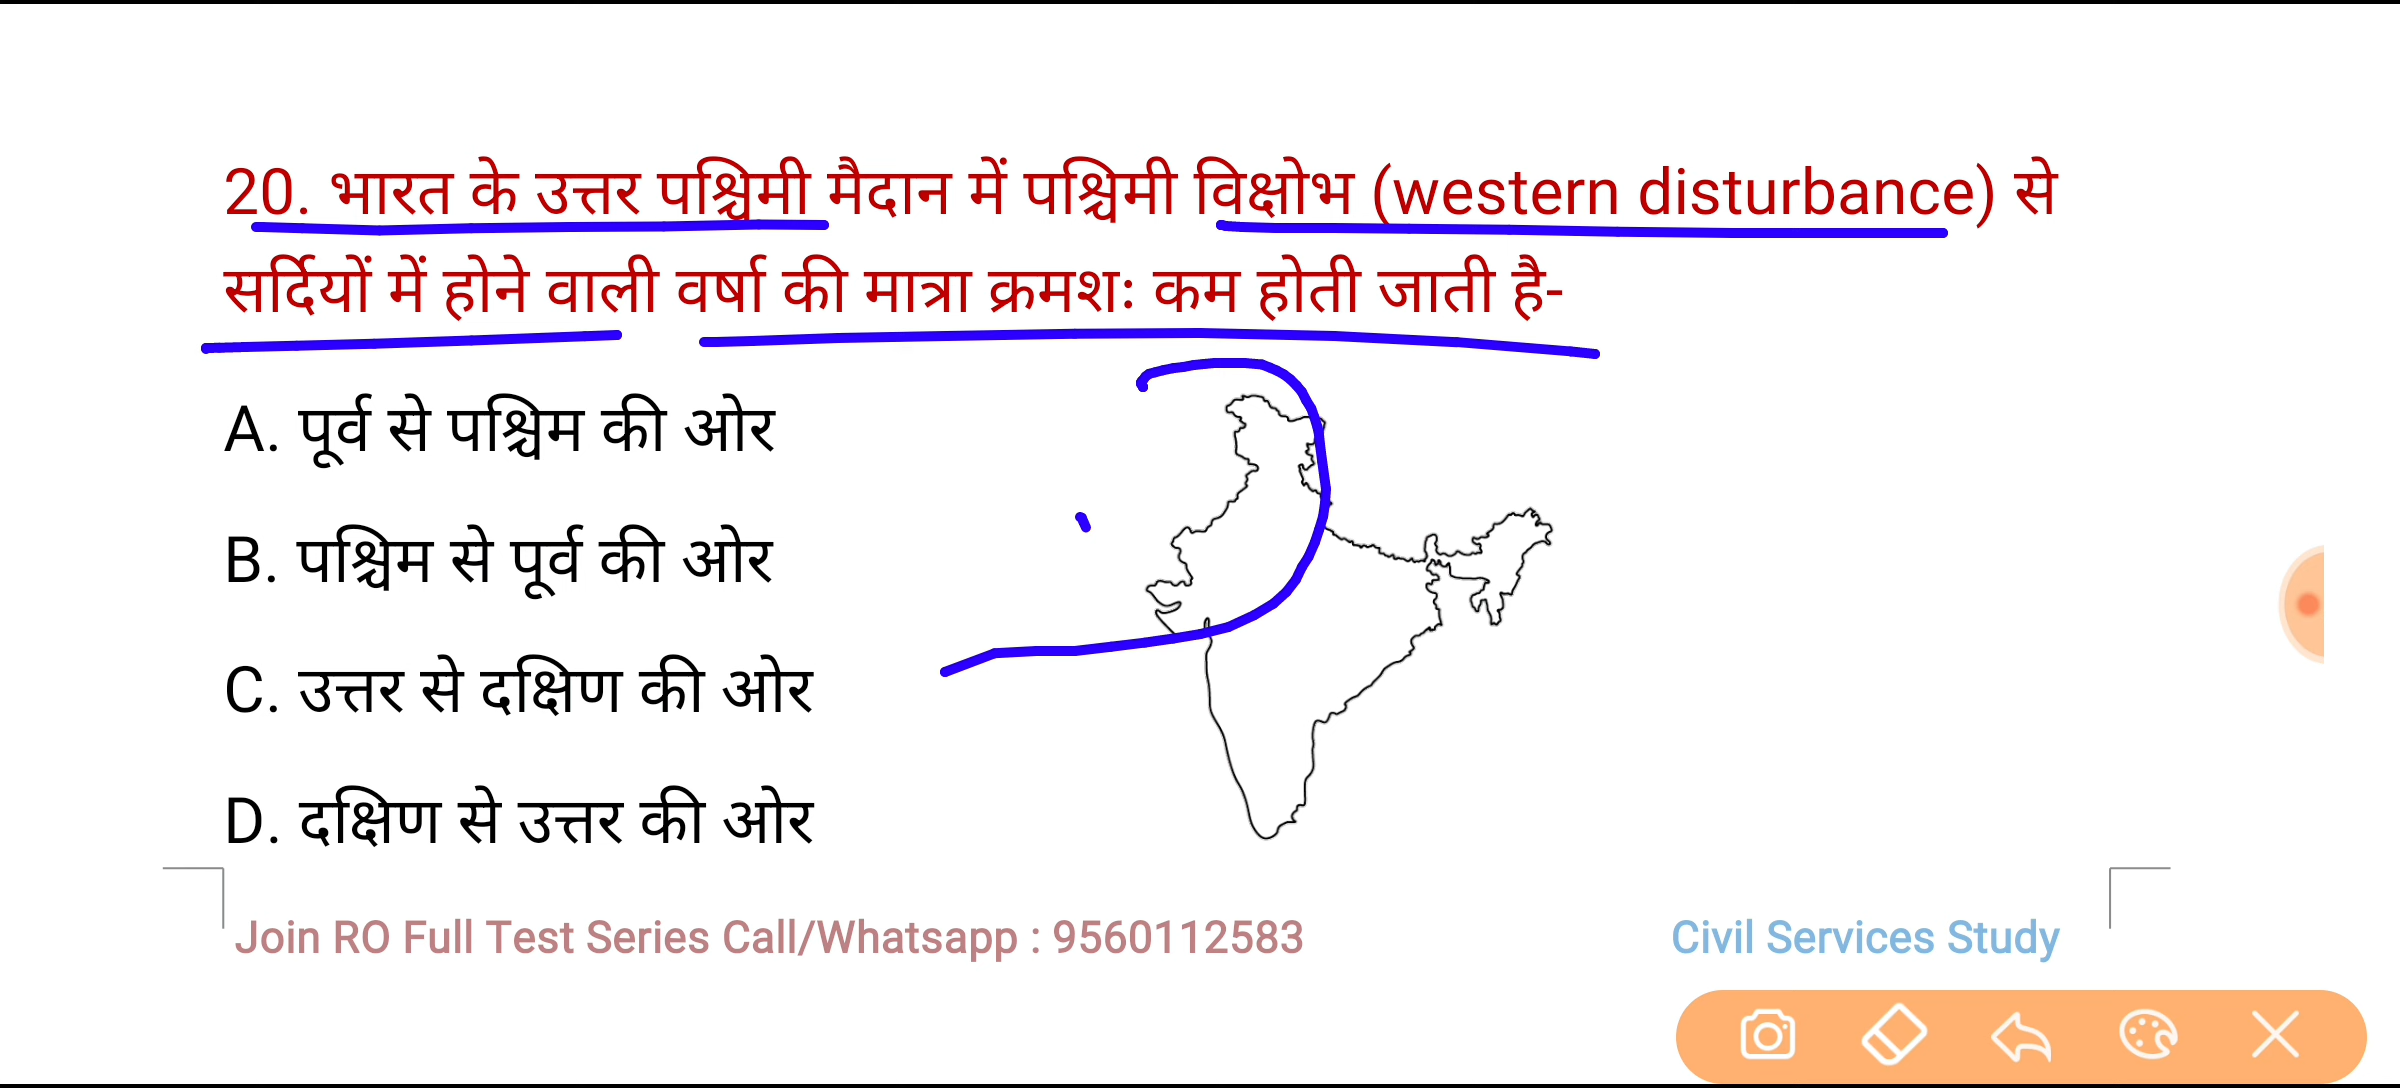 20. भारत के उत्तर पश्चिमी मैदान में पश्चिमी विक्षोभ (western disturbance) से
सर्दियों में होने वाली वर्षा की मात्रा क्रमशः कम होती जाती है-
A. पूर्व से पश्चिम की ओर
B. पश्चिम से पूर्व की ओर
C. उत्तर से दक्षिण की ओर
D. दक्षिण से उत्तर की ओर
Join RO Full Test Series Call/Whatsapp : 9560112583
Civil Services Study